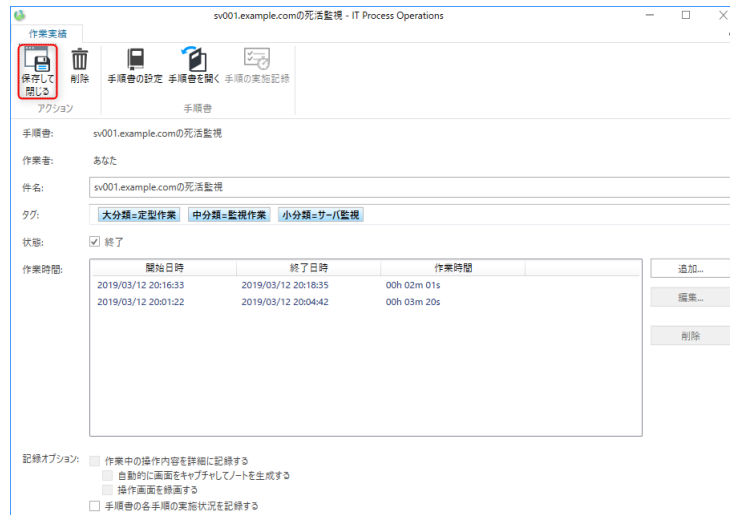 sv001.example.comの死活監視 - IT Process Operations
作業実績
保存して閉じる 削除 手順書の設定 手順書を開く 手順の実施記録
アクション 手順書
手順書: sv001.example.comの死活監視
作業者: あなた
件名: sv001.example.comの死活監視
タグ: 大分類=定型作業 中分類=監視作業 小分類=サーバ監視
状態: 終了
作業時間: 開始日時 終了日時 作業時間 追加...
2019/03/12 20:16:33 2019/03/12 20:18:35 00h 02m 01s
2019/03/12 20:01:22 2019/03/12 20:04:42 00h 03m 20s
編集...
削除
記録オプション: 作業中の操作内容を詳細に記録する
自動的に画面をキャプチャしてノートを生成する
操作画面を録画する
手順書の各手順の実施状況を記録する